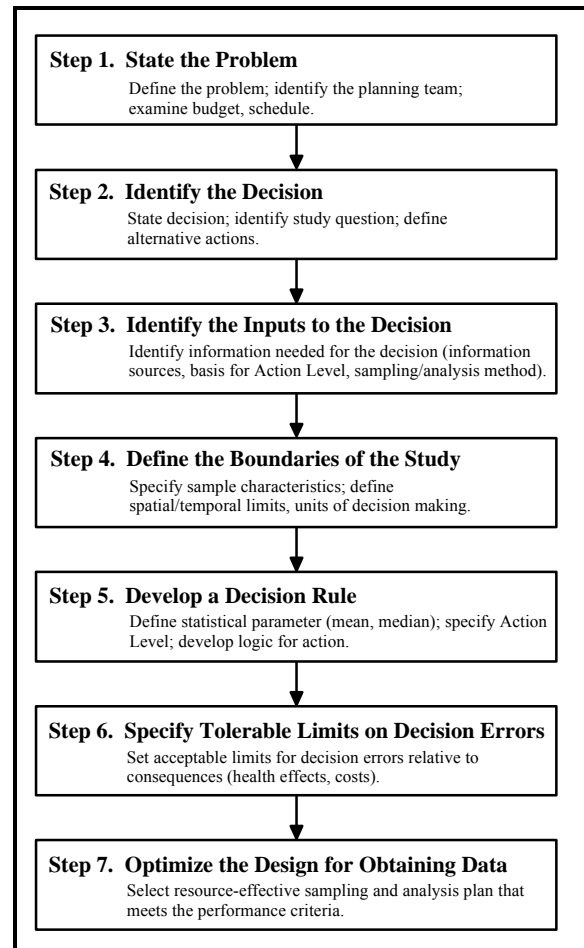 Step 1. State the Problem
Define the problem; identify the planning team;
examine budget, schedule.
Step 2. Identify the Decision
State decision; identify study question; define
alternative actions.
Step 3. Identify the Inputs to the Decision
Identify information needed for the decision (information
sources, basis for Action Level, sampling/analysis method).
Step 4. Define the Boundaries of the Study
Specify sample characteristics; define
spatial/temporal limits, units of decision making.
Step 5. Develop a Decision Rule
Define statistical parameter (mean, median); specify Action
Level; develop logic for action.
Step 6. Specify Tolerable Limits on Decision Errors
Set acceptable limits for decision errors relative to
consequences (health effects, costs).
Step 7. Optimize the Design for Obtaining Data
Select resource-effective sampling and analysis plan that
meets the performance criteria.